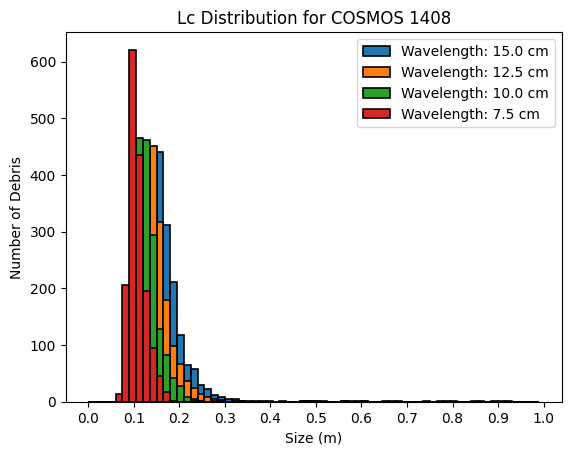 Lc Distribution for COSMOS 1408
Wavelength: 15.0 cm
Wavelength: 12.5 cm
Wavelength: 10.0 cm
Wavelength: 7.5 cm
Number of Debris
600
500
400
300
200
100
0
0.0 0.1 0.2 0.3 0.4 0.5 0.6 0.7 0.8 0.9 1.0
Size (m)